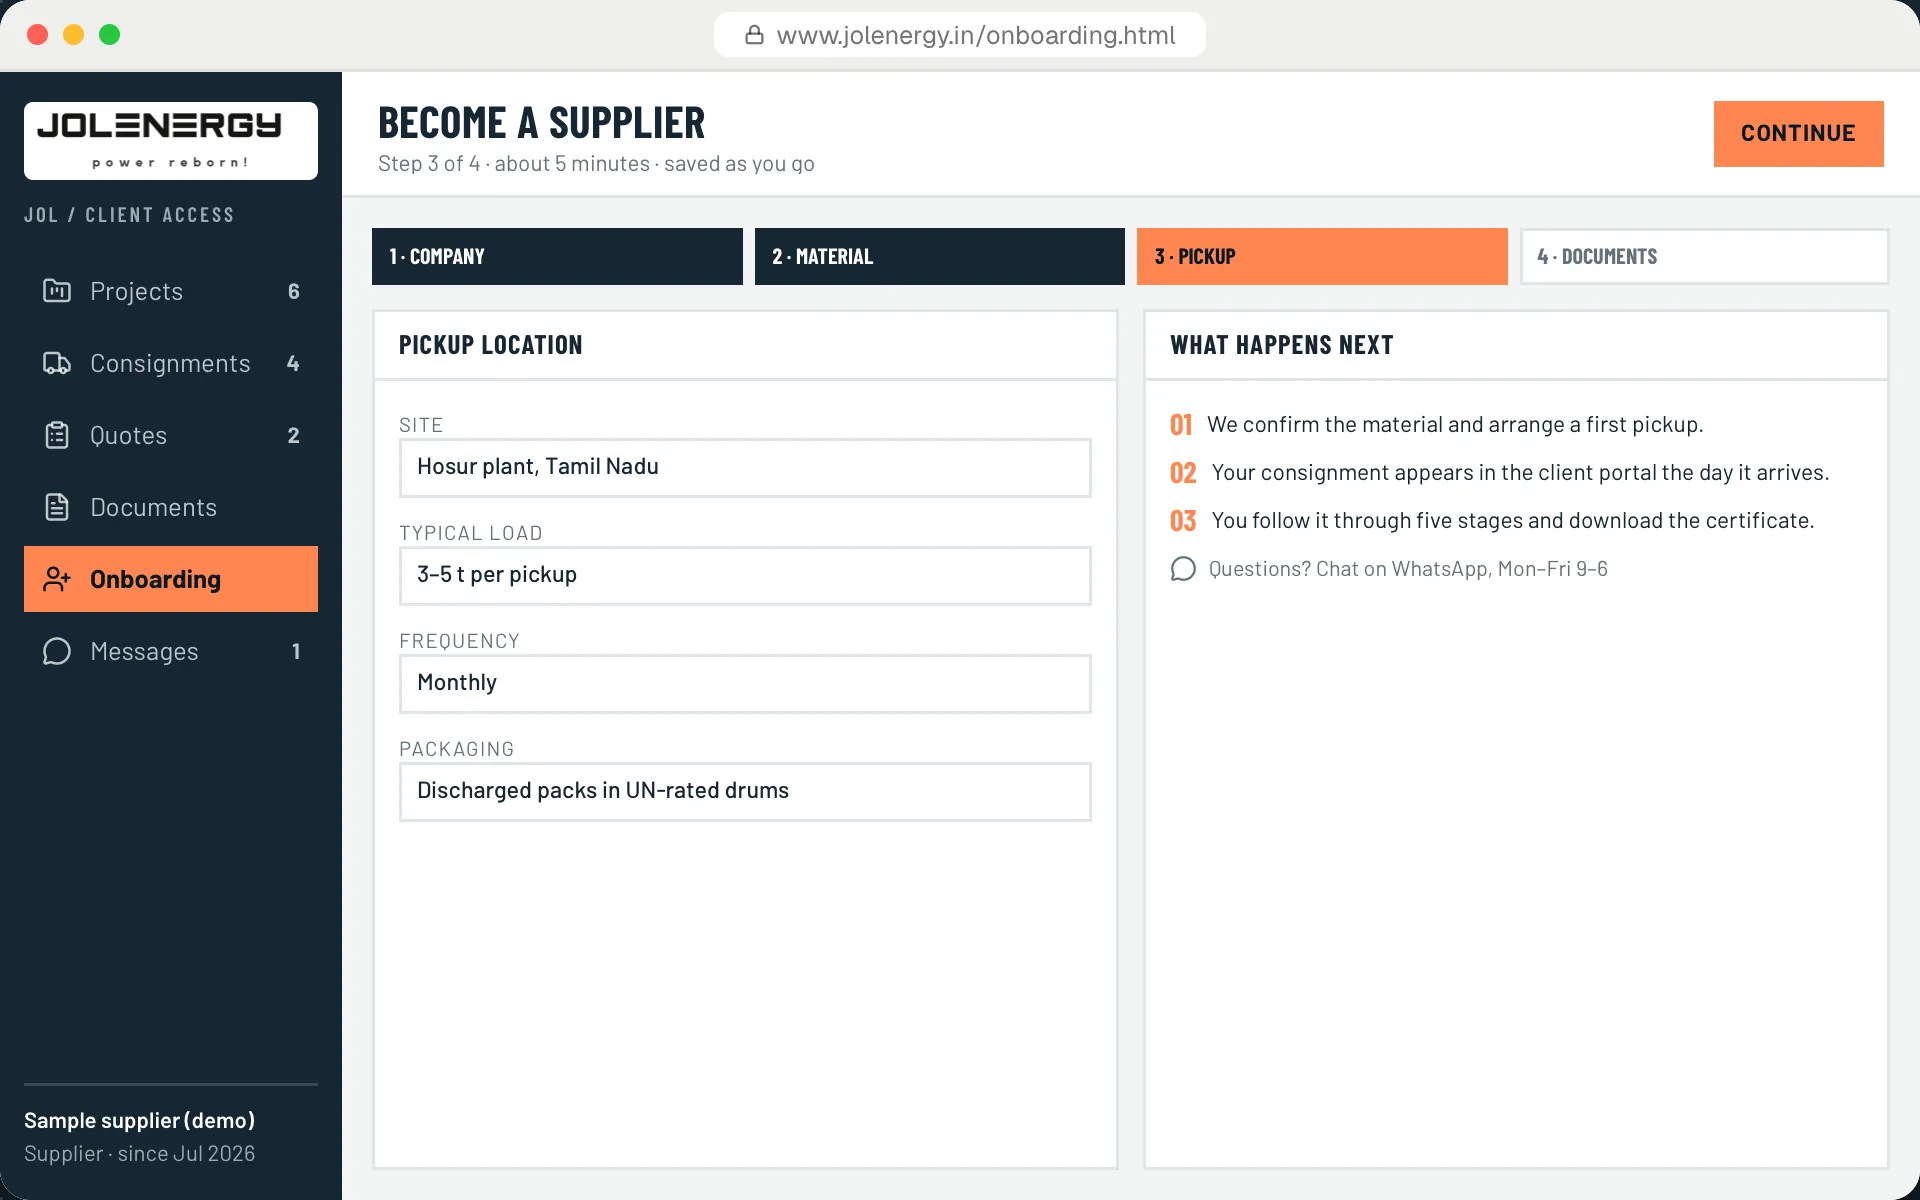 www.jolenergy.in/onboarding.html
JOLENERGY
power reborn!
JOL / CLIENT ACCESS
Projects 6
Consignments 4
Quotes 2
Documents
Onboarding
Messages 1
Sample supplier (demo)
Supplier · since Jul 2026
BECOME A SUPPLIER
Step 3 of 4 · about 5 minutes · saved as you go
CONTINUE
1 · COMPANY
2 · MATERIAL
3 · PICKUP
4 · DOCUMENTS
PICKUP LOCATION
SITE
Hosur plant, Tamil Nadu
TYPICAL LOAD
3–5 t per pickup
FREQUENCY
Monthly
PACKAGING
Discharged packs in UN-rated drums
WHAT HAPPENS NEXT
01 We confirm the material and arrange a first pickup.
02 Your consignment appears in the client portal the day it arrives.
03 You follow it through five stages and download the certificate.
Questions? Chat on WhatsApp, Mon–Fri 9–6